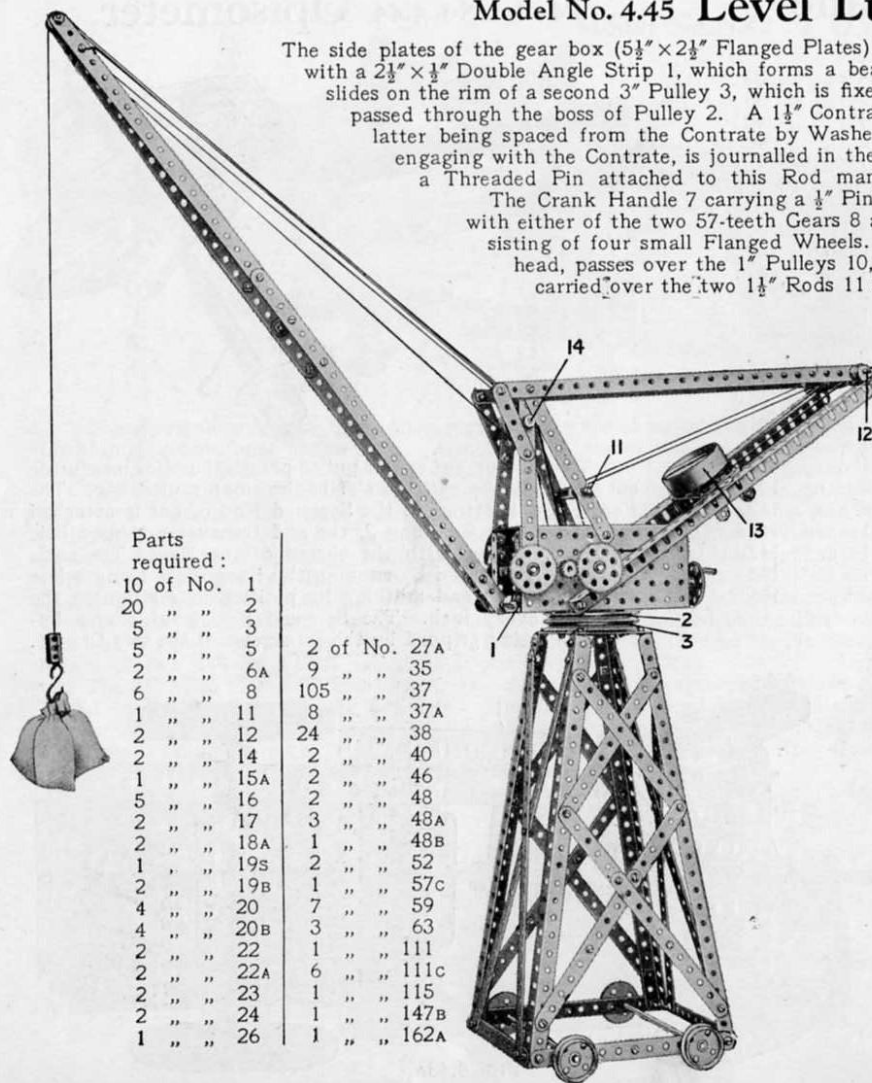 Model No. 4.45 Level Lu
The side plates of the gear box (5½″ × 2½″ Flanged Plates)
with a 2½″ × ½″ Double Angle Strip 1, which forms a bea
slides on the rim of a second 3″ Pulley 3, which is fixe
passed through the boss of Pulley 2. A 1½″ Contra
latter being spaced from the Contrate by Washe
engaging with the Contrate, is journalled in the
a Threaded Pin attached to this Rod mar
The Crank Handle 7 carrying a ½″ Pin
with either of the two 57-teeth Gears 8 a
sisting of four small Flanged Wheels.
head, passes over the 1″ Pulleys 10,
carried over the two 1½″ Rods 11
14
11
12
13
1
2
3
Parts
required :
10 of No. 1
20 „ „ 2
5 „ „ 3
5 „ „ 5
2 „ „ 6A
6 „ „ 8
1 „ „ 11
2 „ „ 12
2 „ „ 14
1 „ „ 15A
5 „ „ 16
2 „ „ 17
2 „ „ 18A
1 „ „ 19S
2 „ „ 19B
4 „ „ 20
4 „ „ 20B
2 „ „ 22
2 „ „ 22A
2 „ „ 23
2 „ „ 24
1 „ „ 26
2 of No. 27A
9 „ „ 35
105 „ „ 37
8 „ „ 37A
24 „ „ 38
2 „ „ 40
2 „ „ 46
2 „ „ 48
3 „ „ 48A
1 „ „ 48B
2 „ „ 52
1 „ „ 57C
7 „ „ 59
3 „ „ 63
1 „ „ 111
6 „ „ 111C
1 „ „ 115
1 „ „ 147B
1 „ „ 162A